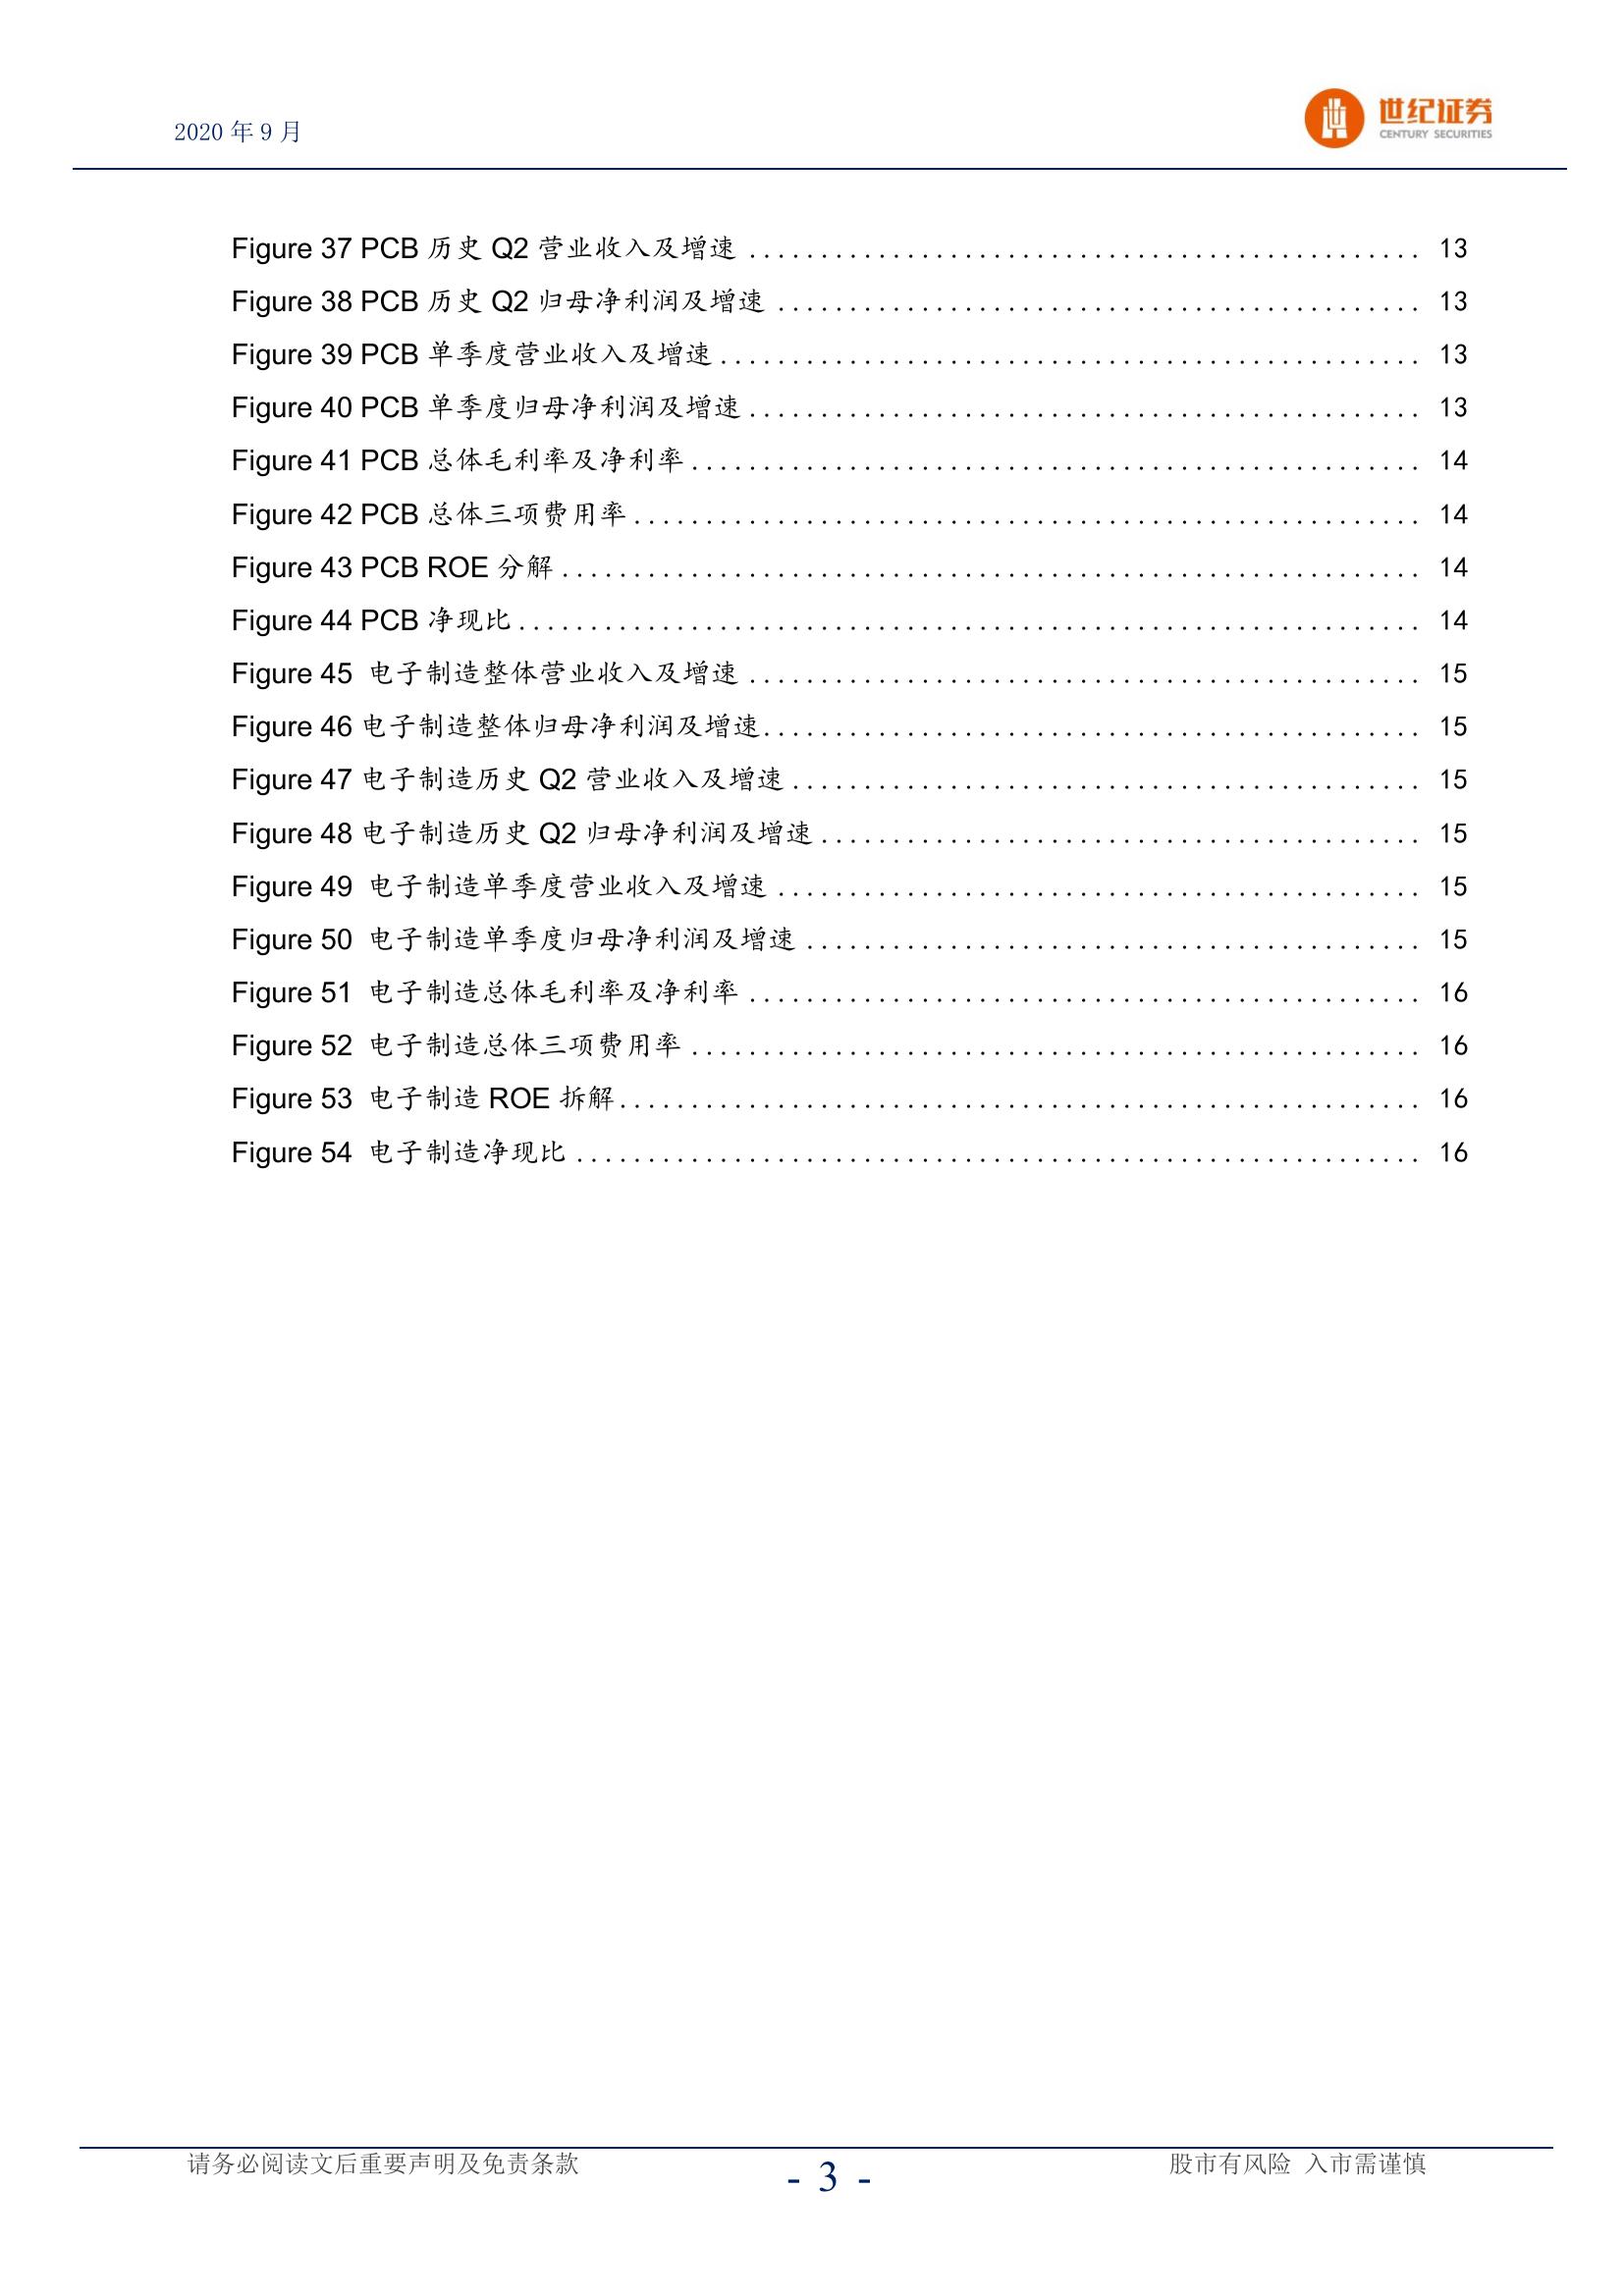 2020 年 9 月
世纪证券
CENTURY SECURITIES
Figure 37 PCB 历史 Q2 营业收入及增速 ............................................... 13
Figure 38 PCB 历史 Q2 归母净利润及增速 ............................................. 13
Figure 39 PCB 单季度营业收入及增速 ................................................. 13
Figure 40 PCB 单季度归母净利润及增速 ............................................... 13
Figure 41 PCB 总体毛利率及净利率 ................................................... 14
Figure 42 PCB 总体三项费用率 ....................................................... 14
Figure 43 PCB ROE 分解 ............................................................ 14
Figure 44 PCB 净现比 ............................................................... 14
Figure 45 电子制造整体营业收入及增速 ............................................... 15
Figure 46 电子制造整体归母净利润及增速.............................................. 15
Figure 47 电子制造历史 Q2 营业收入及增速 ............................................ 15
Figure 48 电子制造历史 Q2 归母净利润及增速 .......................................... 15
Figure 49 电子制造单季度营业收入及增速 ............................................. 15
Figure 50 电子制造单季度归母净利润及增速 ........................................... 15
Figure 51 电子制造总体毛利率及净利率 ............................................... 16
Figure 52 电子制造总体三项费用率 ................................................... 16
Figure 53 电子制造 ROE 拆解........................................................ 16
Figure 54 电子制造净现比 ........................................................... 16
请务必阅读文后重要声明及免责条款
- 3 -
股市有风险 入市需谨慎